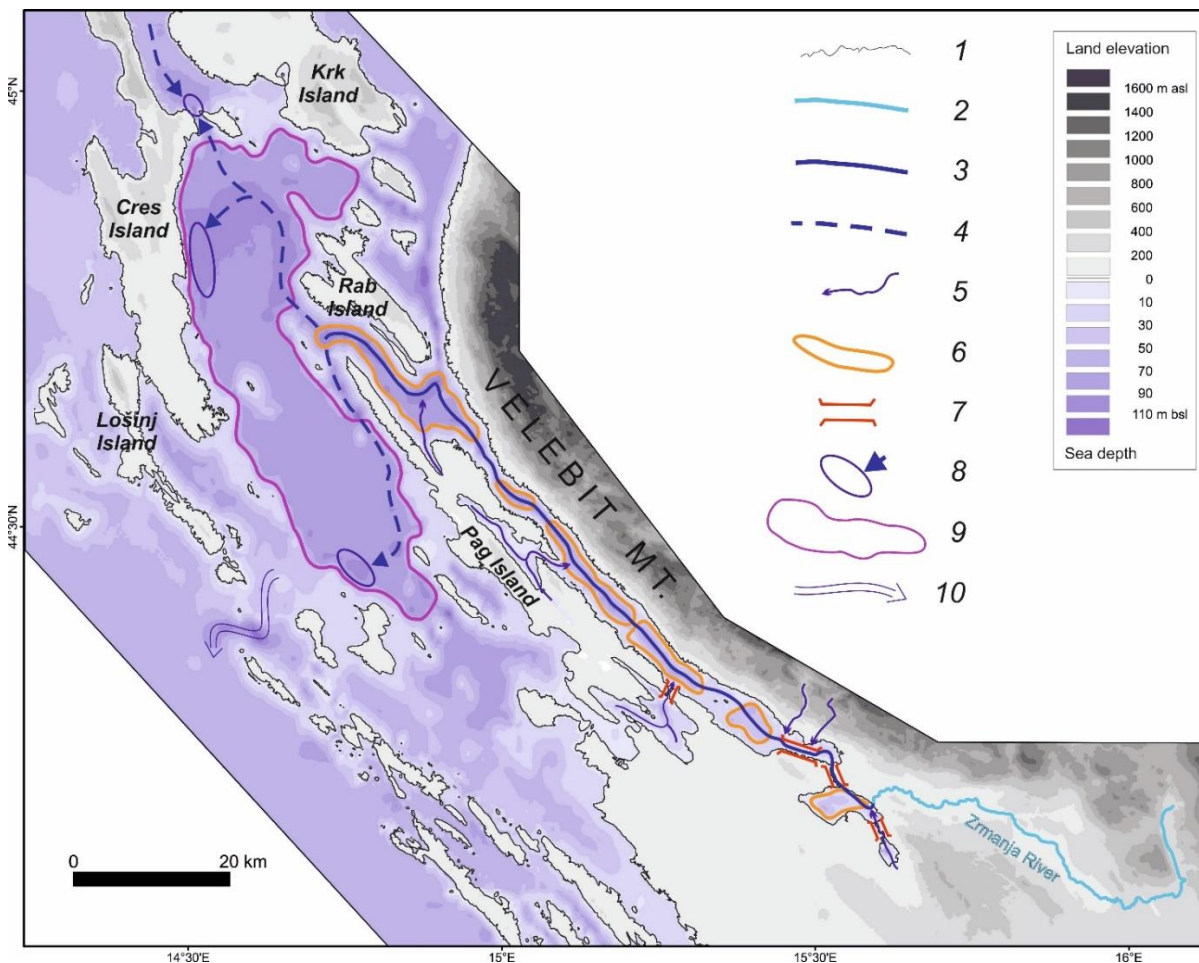 45°N
44°30'N
14°30'E
15°E
15°30'E
16°E
Krk
Island
Cres
Island
Rab
Island
Lošinj
Island
Pag Island
VELEBIT MT.
Zrmanja River
0 20 km
1
2
3
4
5
6
7
8
9
10
Land elevation
1600 m asl
1400
1200
1000
800
600
400
200
0
10
30
50
70
90
110 m bsl
Sea depth